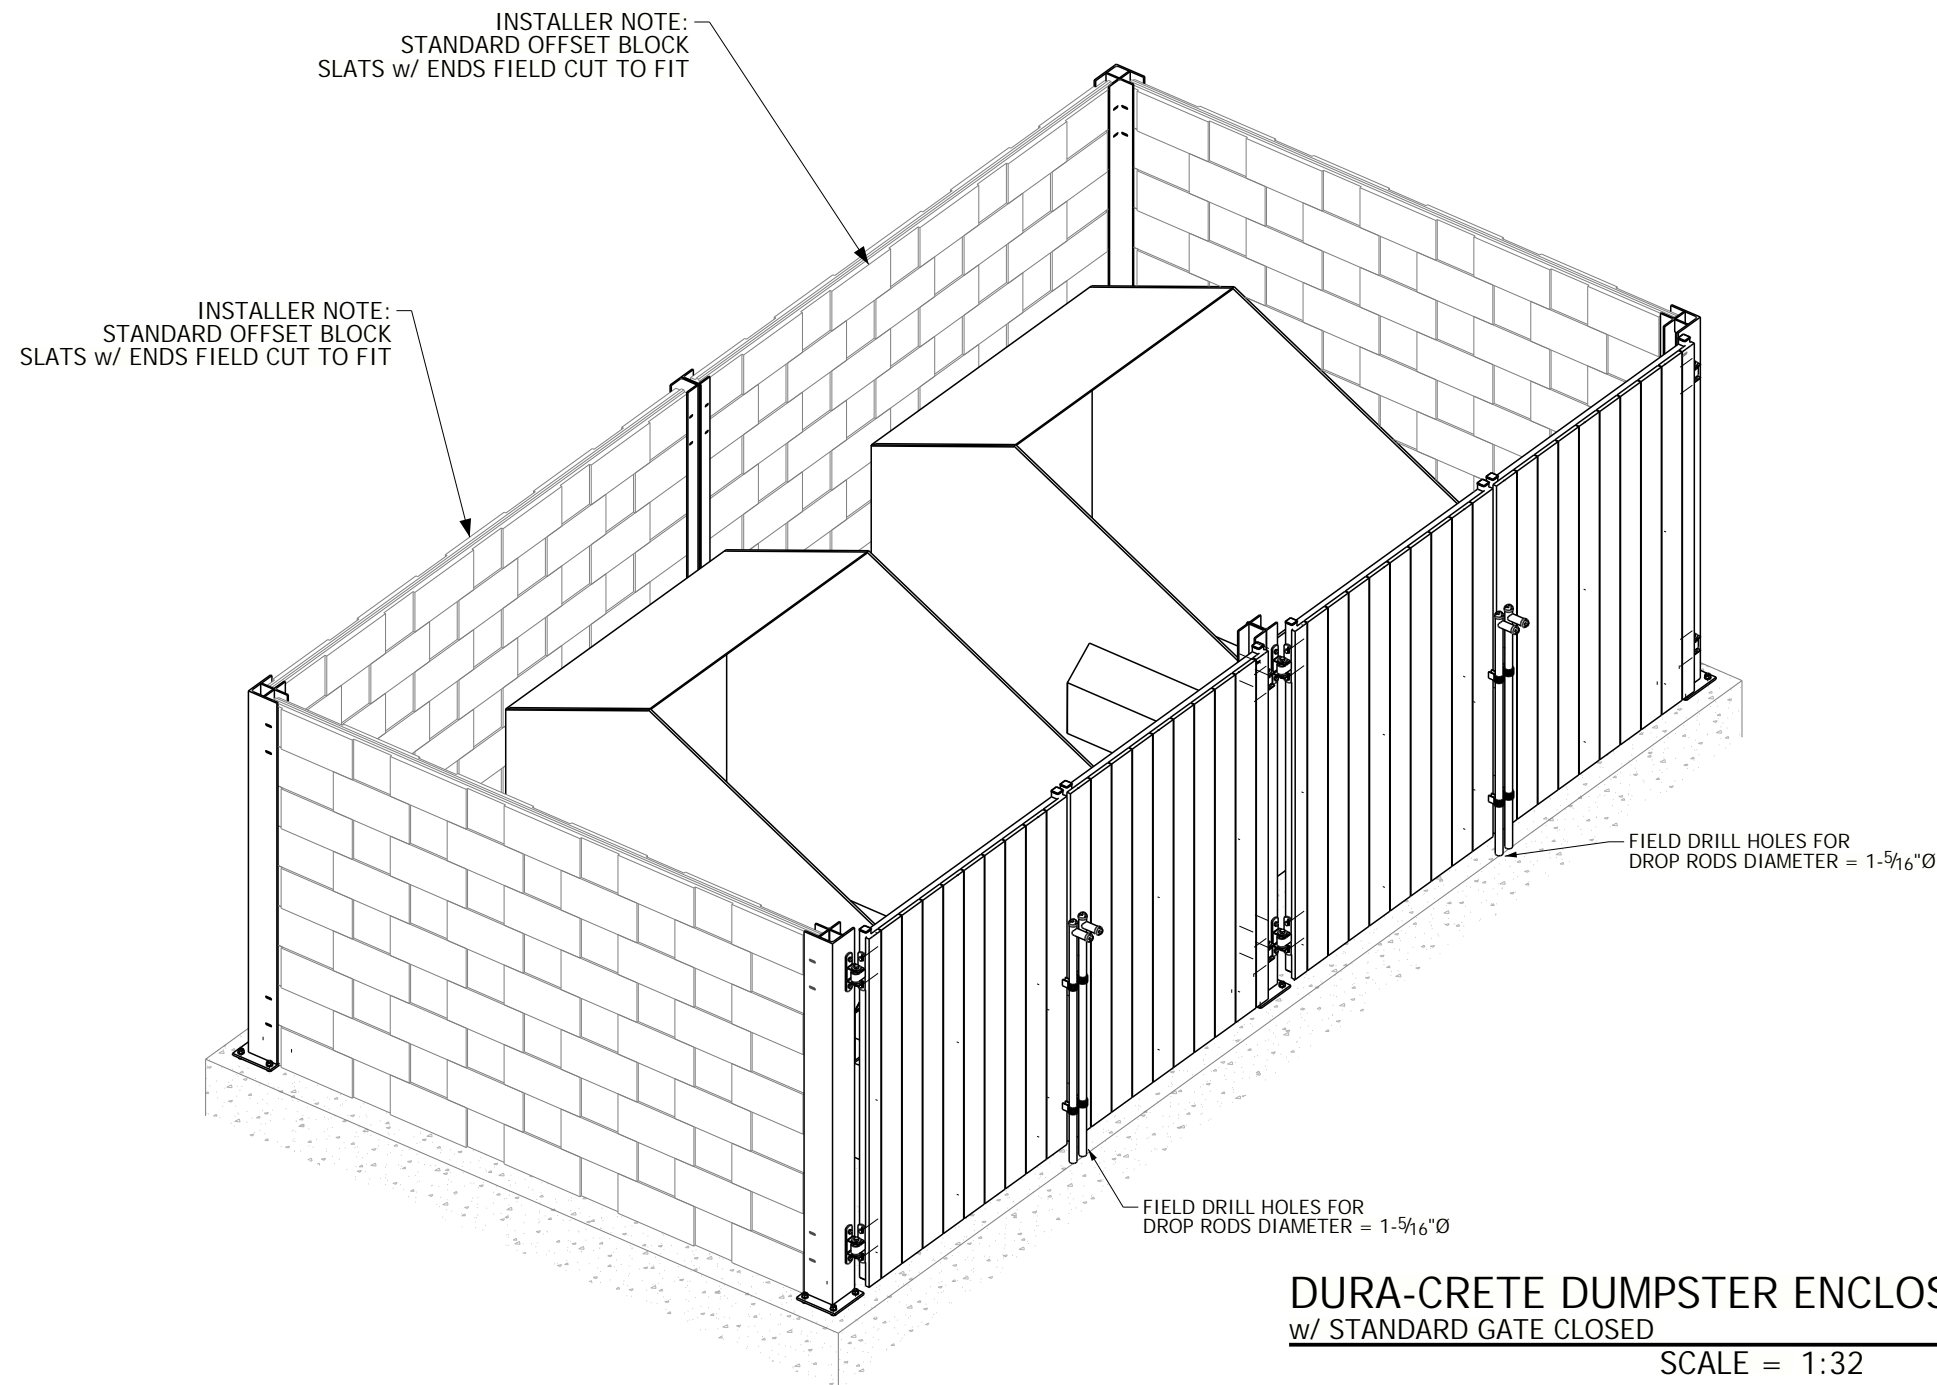 INSTALLER NOTE:
STANDARD OFFSET BLOCK
SLATS w/ ENDS FIELD CUT TO FIT
INSTALLER NOTE:
STANDARD OFFSET BLOCK
SLATS w/ ENDS FIELD CUT TO FIT
FIELD DRILL HOLES FOR
DROP RODS DIAMETER = 1-5/16"Ø
FIELD DRILL HOLES FOR
DROP RODS DIAMETER = 1-5/16"Ø
DURA-CRETE DUMPSTER
w/ STANDARD GATE CLOSED
SCALE = 1:32